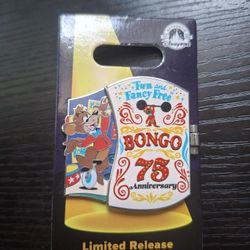 Fun and
Fancy Free
BONGO
75
Anniversary
Limited Release